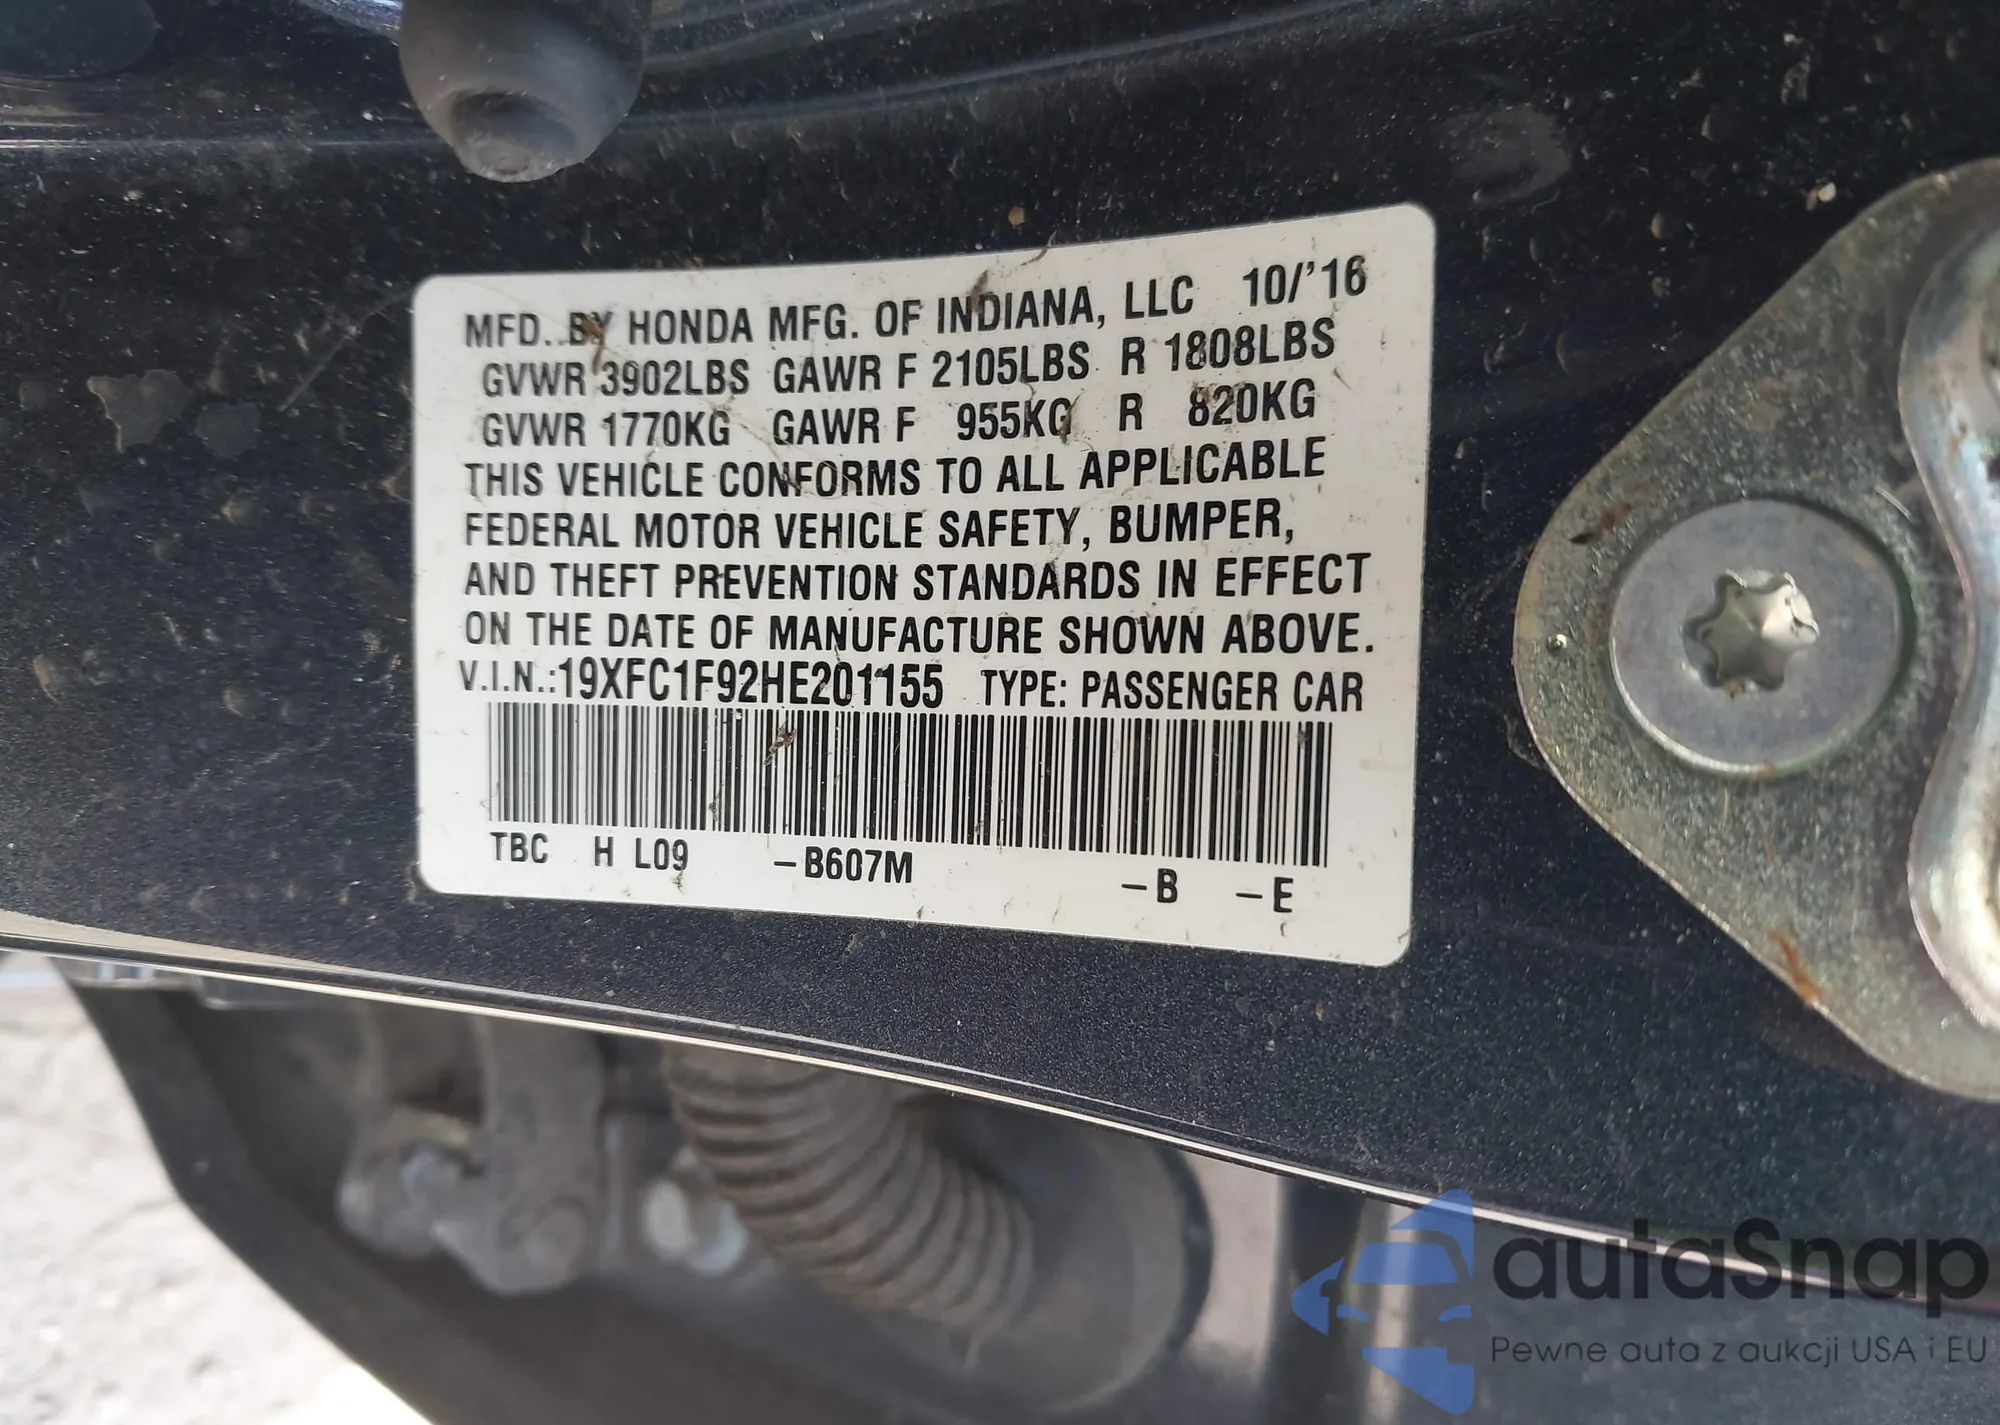 MFD. BY HONDA MFG. OF INDIANA, LLC 10/'16
GVWR 3902LBS GAWR F 2105LBS R 1808LBS
GVWR 1770KG GAWR F 955KG R 820KG
THIS VEHICLE CONFORMS TO ALL APPLICABLE
FEDERAL MOTOR VEHICLE SAFETY, BUMPER,
AND THEFT PREVENTION STANDARDS IN EFFECT
ON THE DATE OF MANUFACTURE SHOWN ABOVE.
V.I.N.:19XFC1F92HE201155 TYPE: PASSENGER CAR
TBC H L09 -B607M -B -E
autaSnap
Pewne auta z aukcji USA i EU